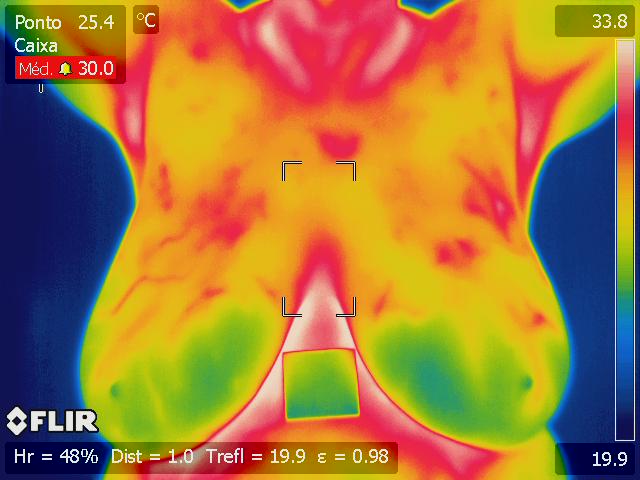 Ponto 25.4 °C
Caixa
Méd. 30.0
33.8
FLIR
Hr = 48% Dist = 1.0 Trefl = 19.9 ε = 0.98
19.9